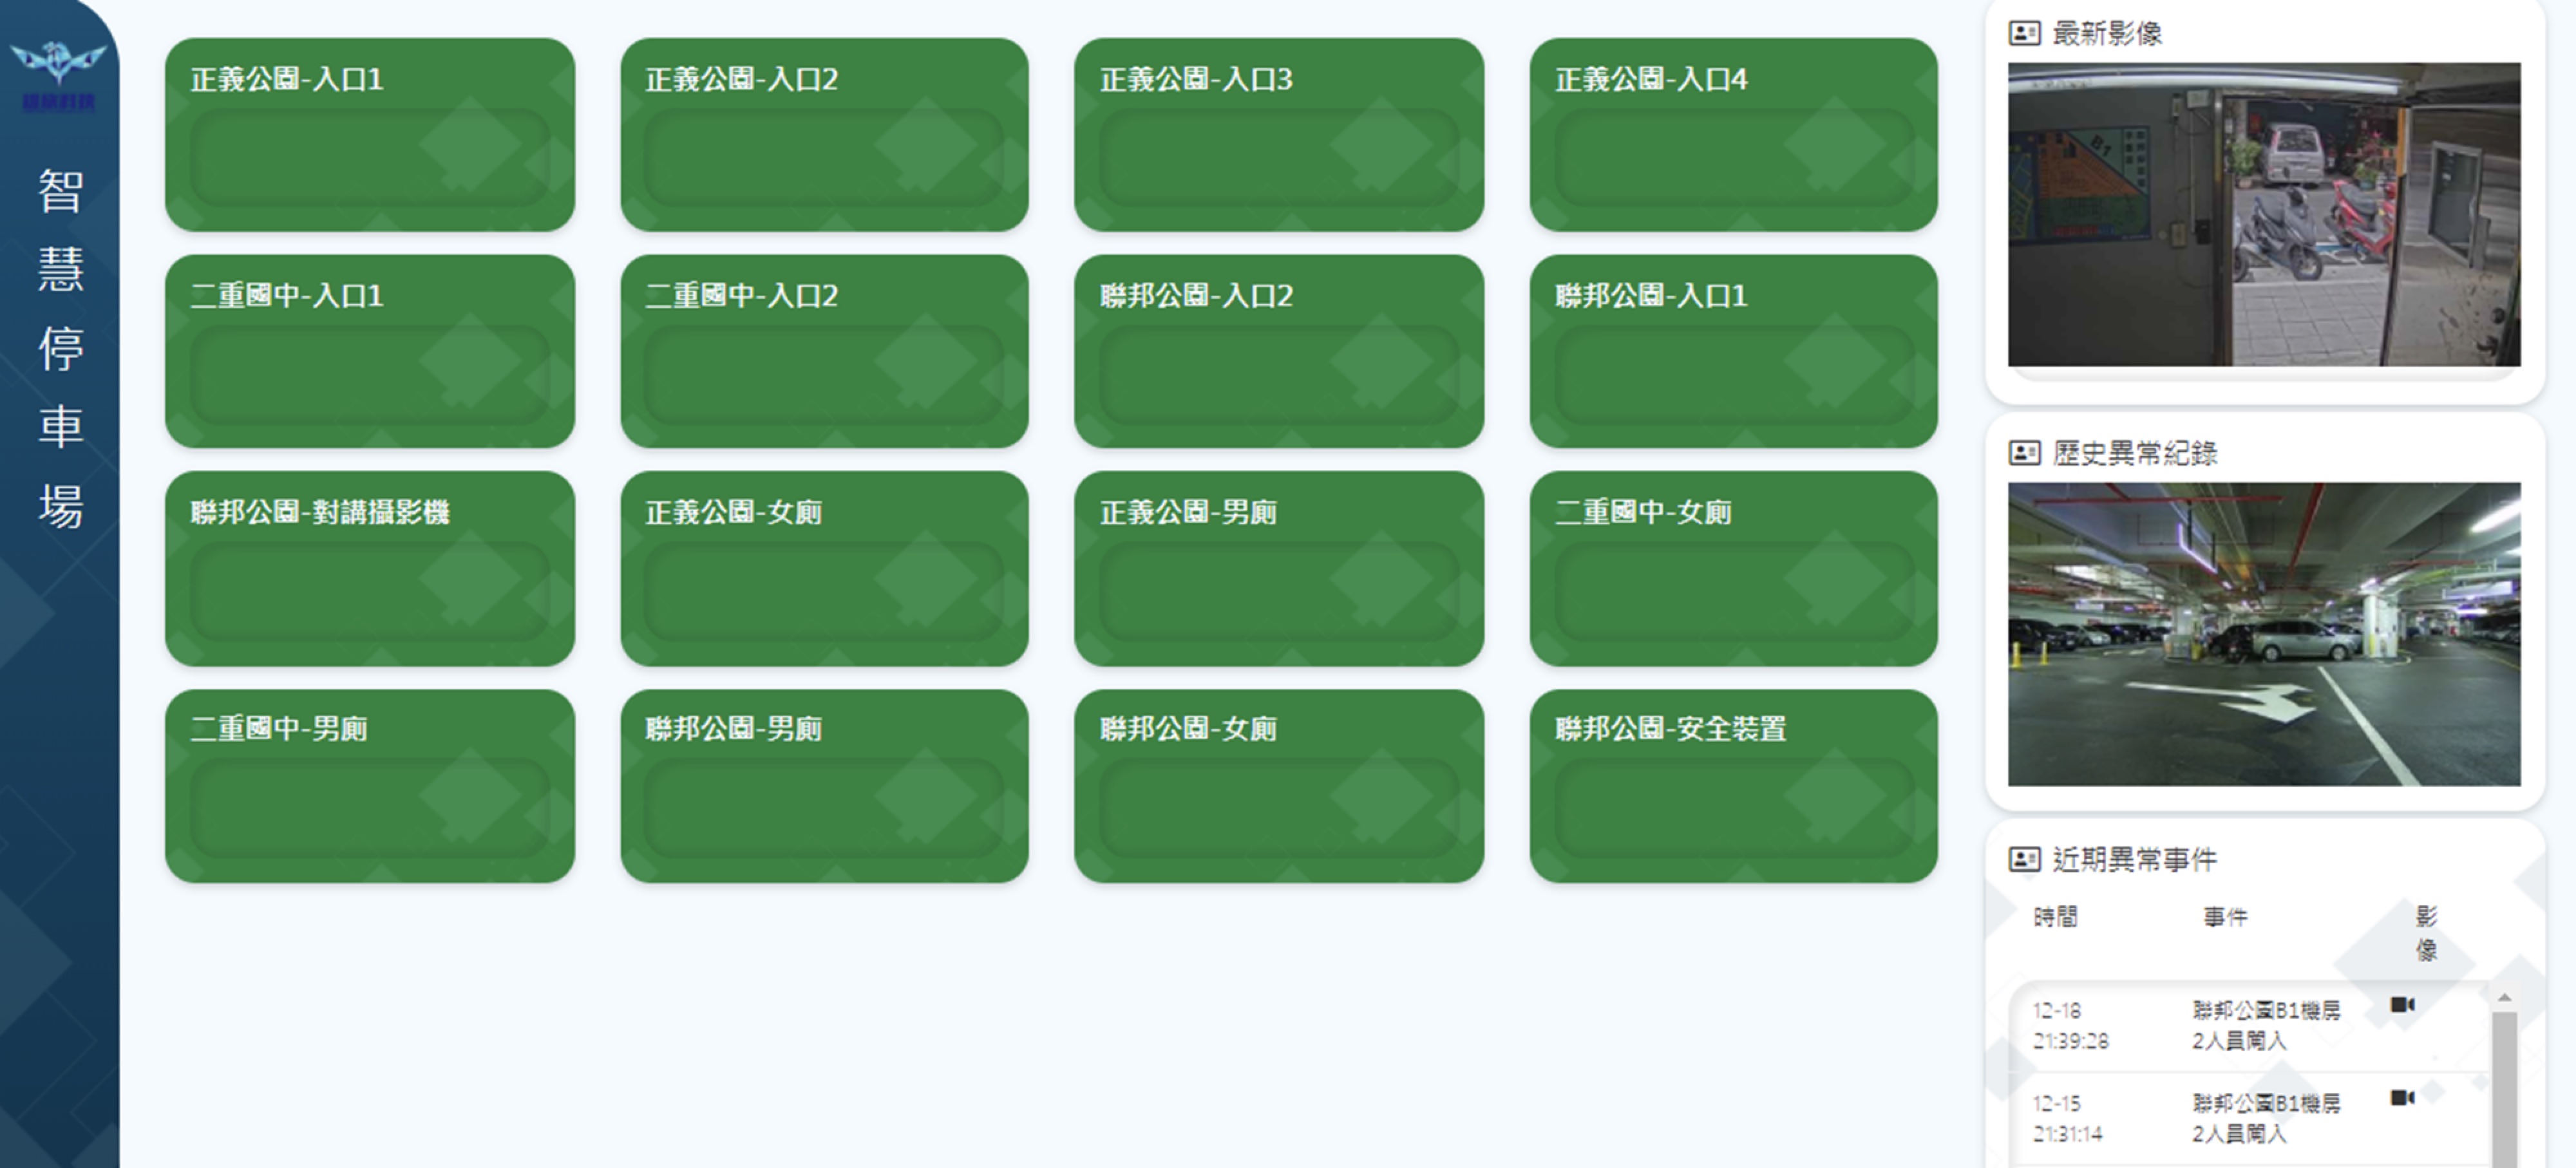 智慧停車場
正義公園-入口1
正義公園-入口2
正義公園-入口3
正義公園-入口4
二重國中-入口1
二重國中-入口2
聯邦公園-入口2
聯邦公園-入口1
聯邦公園-對講攝影機
正義公園-女廁
正義公園-男廁
二重國中-女廁
二重國中-男廁
聯邦公園-男廁
聯邦公園-女廁
聯邦公園-安全裝置
最新影像
B1
歷史異常紀錄
近期異常事件
時間 事件 影像
12-18 聯邦公園B1機房
21:39:28 2人員闖入
12-15 聯邦公園B1機房
21:31:14 2人員闖入